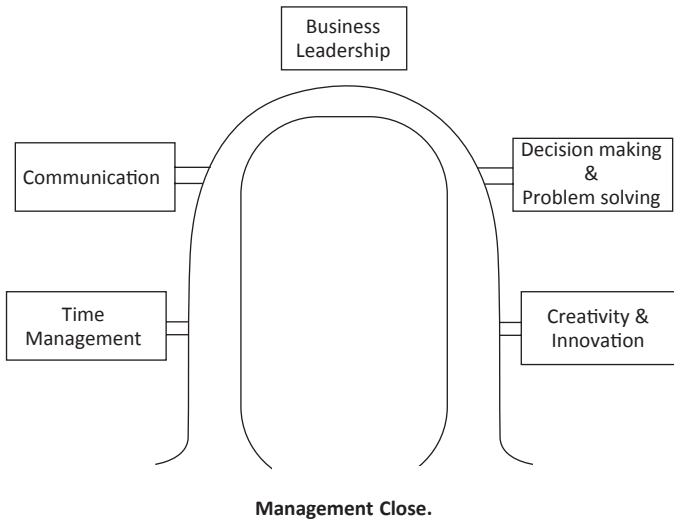 Business
Leadership
Communication
Decision making
&
Problem solving
Time
Management
Creativity &
Innovation
Management Close.